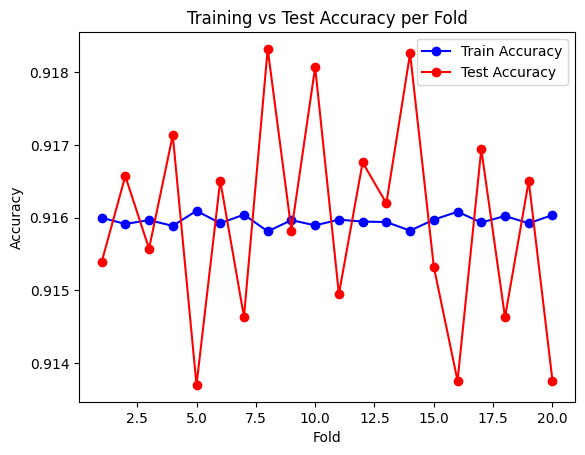 Training vs Test Accuracy per Fold
Train Accuracy
Test Accuracy
0.918
0.917
0.916
0.915
0.914
Accuracy
2.5 5.0 7.5 10.0 12.5 15.0 17.5 20.0
Fold